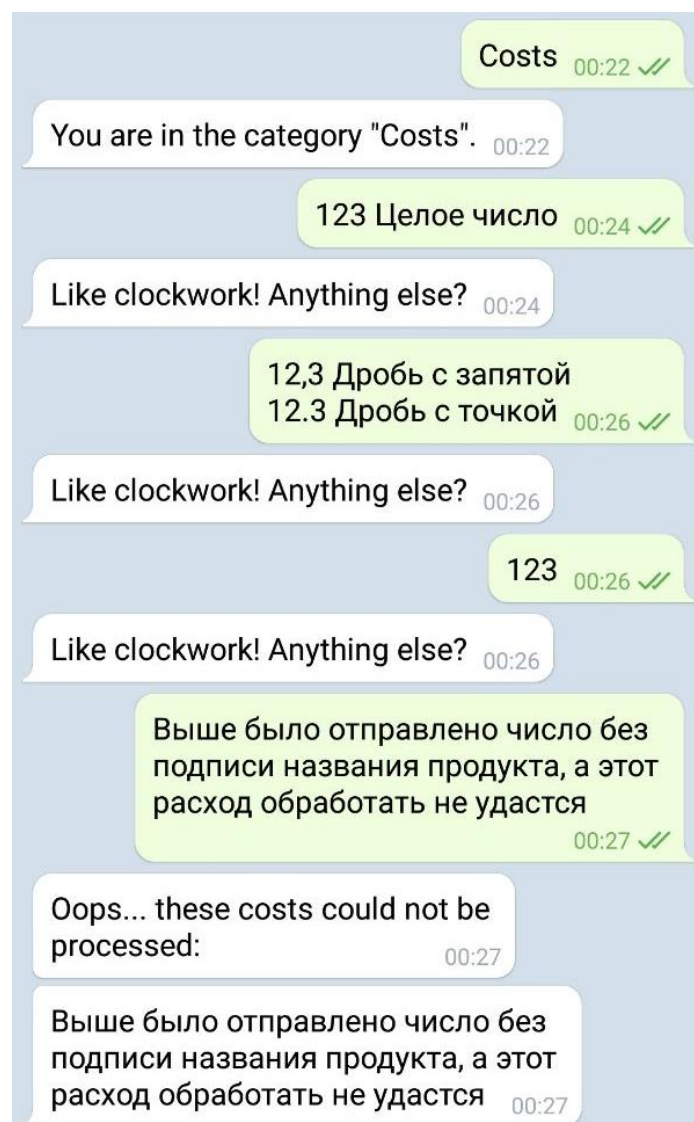 Costs 00:22
You are in the category "Costs". 00:22
123 Целое число 00:24
Like clockwork! Anything else? 00:24
12,3 Дробь с запятой
12.3 Дробь с точкой 00:26
Like clockwork! Anything else? 00:26
123 00:26
Like clockwork! Anything else? 00:26
Выше было отправлено число без
подписи названия продукта, а этот
расход обработать не удастся
00:27
Oops... these costs could not be
processed: 00:27
Выше было отправлено число без
подписи названия продукта, а этот
расход обработать не удастся 00:27